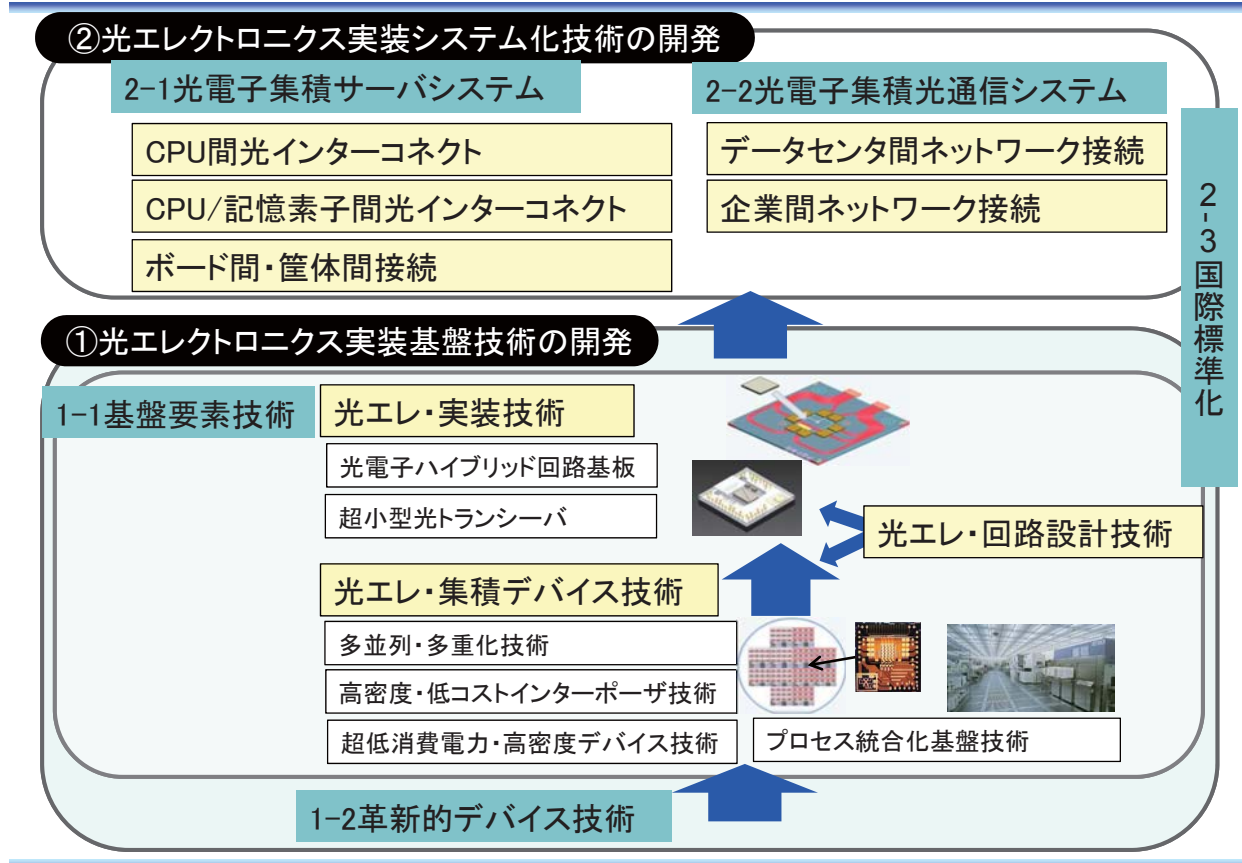 ②光エレクトロニクス実装システム化技術の開発
2-1光電子集積サーバシステム
CPU間光インターコネクト
CPU/記憶素子間光インターコネクト
ボード間・筐体間接続
2-2光電子集積光通信システム
データセンタ間ネットワーク接続
企業間ネットワーク接続
2-3国際標準化
①光エレクトロニクス実装基盤技術の開発
1-1基盤要素技術
光エレ・実装技術
光電子ハイブリッド回路基板
超小型光トランシーバ
光エレ・回路設計技術
光エレ・集積デバイス技術
多並列・多重化技術
高密度・低コストインターポーザ技術
超低消費電力・高密度デバイス技術
プロセス統合化基盤技術
1-2革新的デバイス技術